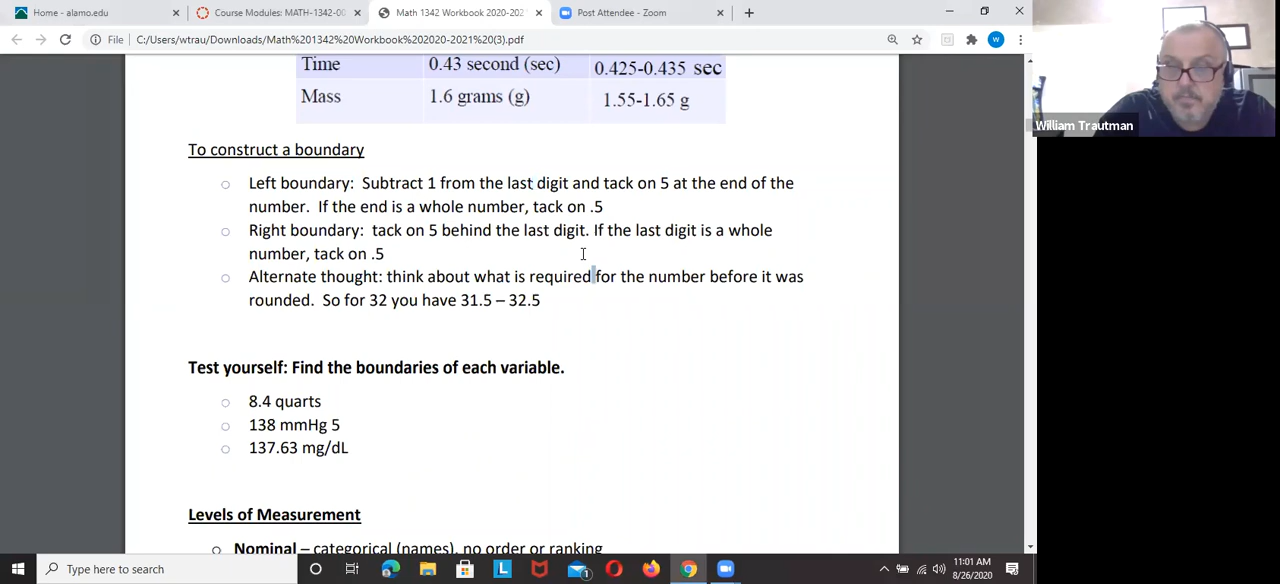 Home - alamo.edu
Course Modules: MATH-1342-00
Math 1342 Workbook 2020-202
Post Attendee - Zoom
File
C:/Users/wtrau/Downloads/Math%201342%20Workbook%202020-2021%20(3).pdf
W
Time 0.43 second (sec) 0.425-0.435 sec
Mass 1.6 grams (g) 1.55-1.65 g
William Trautman
To construct a boundary
Left boundary: Subtract 1 from the last digit and tack on 5 at the end of the
number. If the end is a whole number, tack on .5
Right boundary: tack on 5 behind the last digit. If the last digit is a whole
number, tack on .5
Alternate thought: think about what is required for the number before it was
rounded. So for 32 you have 31.5 – 32.5
Test yourself: Find the boundaries of each variable.
8.4 quarts
138 mmHg 5
137.63 mg/dL
Levels of Measurement
Nominal – categorical (names), no order or ranking
Type here to search
L
1
11:01 AM
8/26/2020